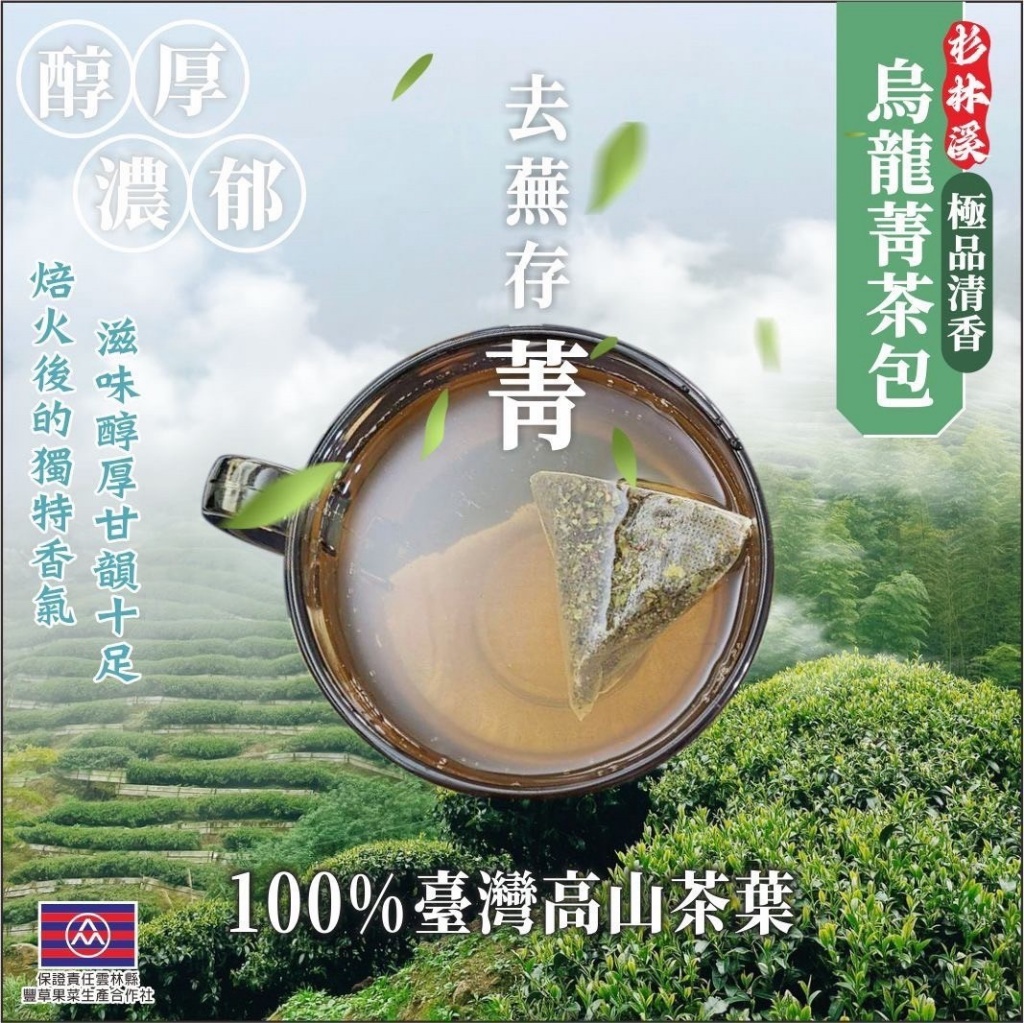 杉林溪
極品清香
烏龍菁茶包
去蕪存菁
醇厚
濃郁
滋味醇厚甘韻十足
焙火後的獨特香氣
100%臺灣高山茶葉
保證責任雲林縣
豐草果菜生產合作社